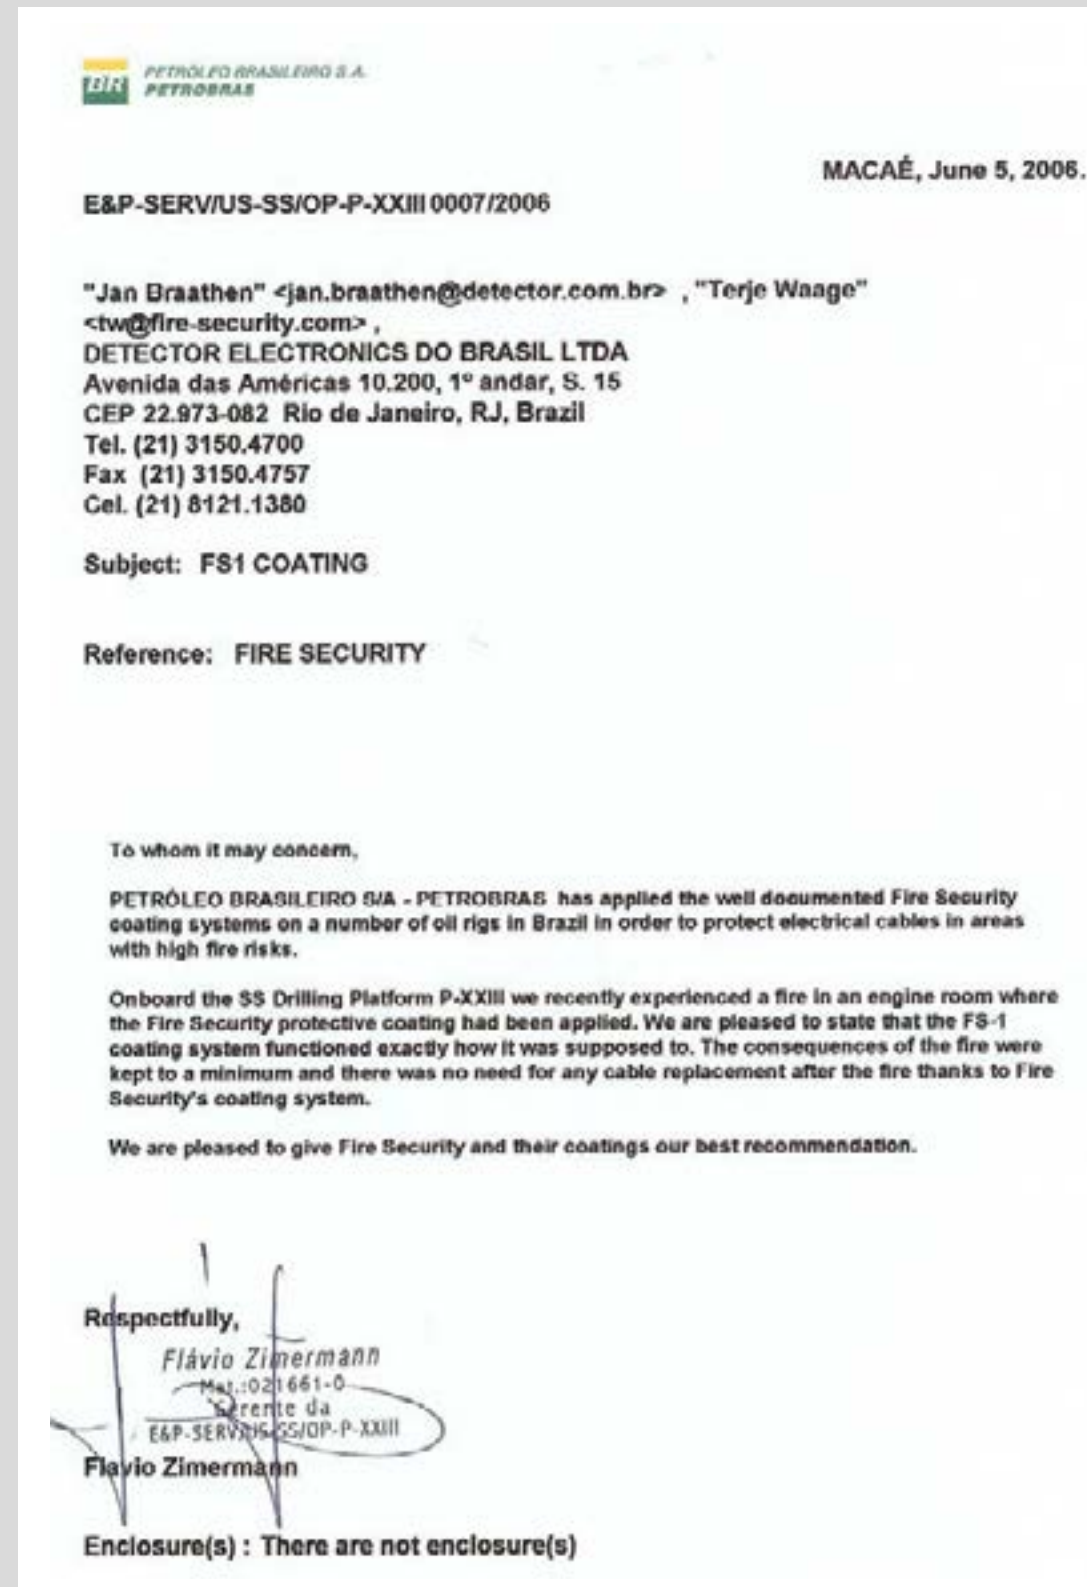 BR
PETRÓLEO BRASILEIRO S.A.
PETROBRAS
MACAÉ, June 5, 2006.
E&P-SERV/US-SS/OP-P-XXIII 0007/2006
"Jan Braathen" <jan.braathen@detector.com.br> , "Terje Waage"
<tw@fire-security.com> ,
DETECTOR ELECTRONICS DO BRASIL LTDA
Avenida das Américas 10.200, 1º andar, S. 15
CEP 22.973-082 Rio de Janeiro, RJ, Brazil
Tel. (21) 3150.4700
Fax (21) 3150.4757
Cel. (21) 8121.1380
Subject: FS1 COATING
Reference: FIRE SECURITY
To whom it may concern,
PETRÓLEO BRASILEIRO S/A - PETROBRAS has applied the well documented Fire Security
coating systems on a number of oil rigs in Brazil in order to protect electrical cables in areas
with high fire risks.
Onboard the SS Drilling Platform P-XXIII we recently experienced a fire in an engine room where
the Fire Security protective coating had been applied. We are pleased to state that the FS-1
coating system functioned exactly how it was supposed to. The consequences of the fire were
kept to a minimum and there was no need for any cable replacement after the fire thanks to Fire
Security's coating system.
We are pleased to give Fire Security and their coatings our best recommendation.
Respectfully,
Flávio Zimermann
Mat.:021661-0
Gerente da
E&P-SERV/US-SS/OP-P-XXIII
Flavio Zimermann
Enclosure(s) : There are not enclosure(s)